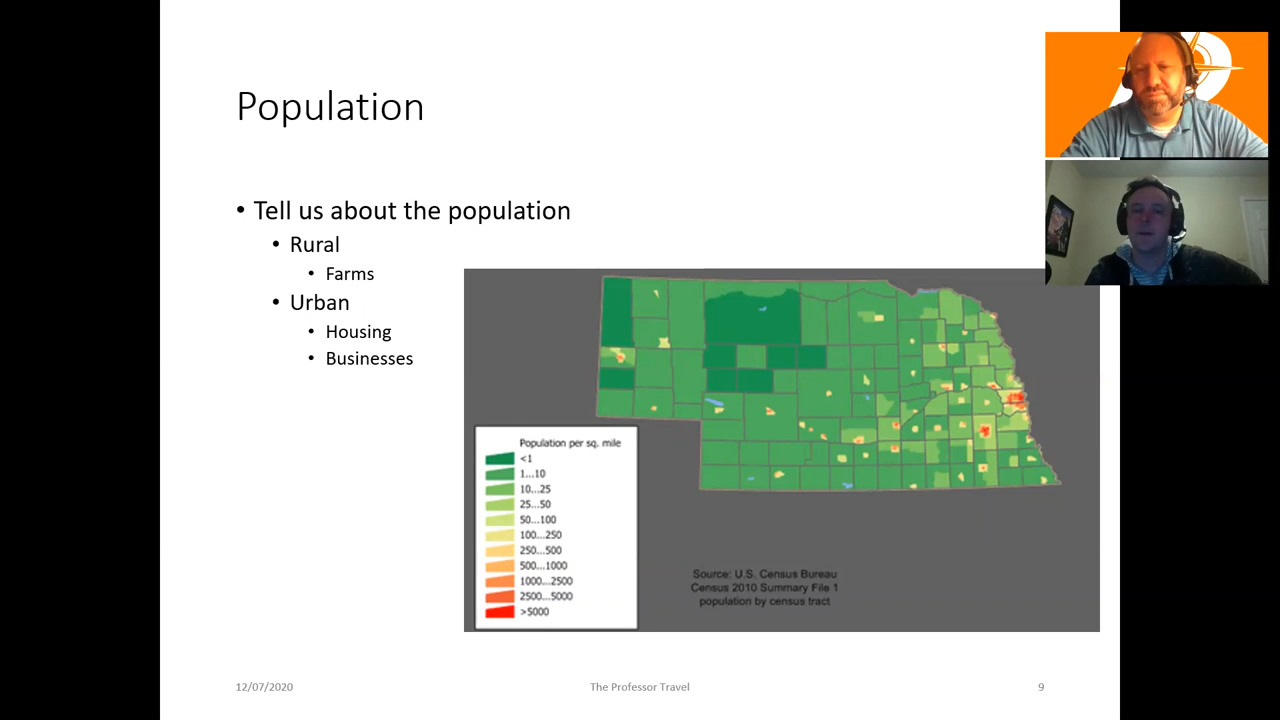 Population
• Tell us about the population
• Rural
• Farms
• Urban
• Housing
• Businesses
Population per sq. mile
<1
1...10
10...25
25...50
50...100
100...250
250...500
500...1000
1000...2500
2500...5000
>5000
Source: U.S. Census Bureau
Census 2010 Summary File 1
population by census tract
12/07/2020
The Professor Travel
9